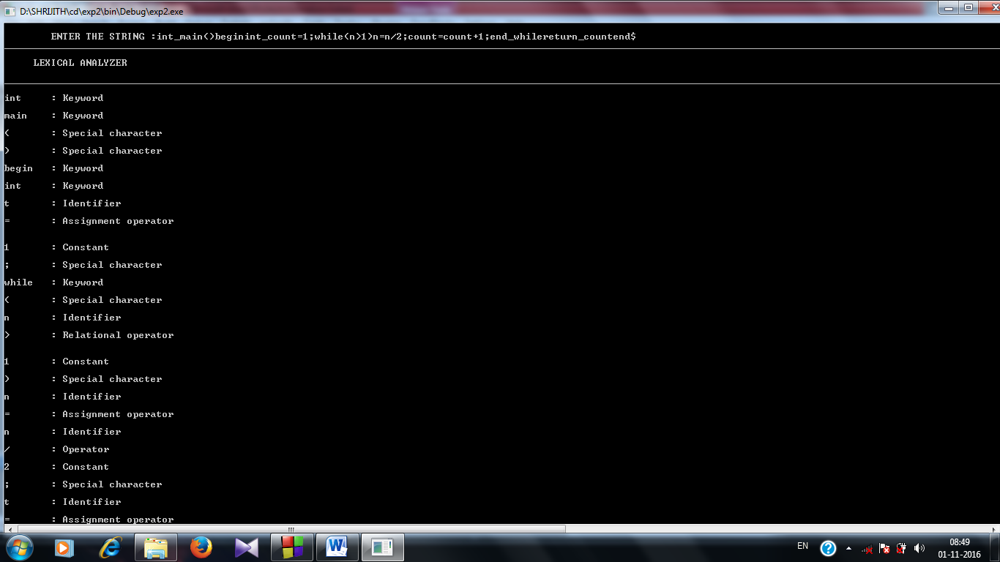 D:\SHRIJITH\cd\exp2\bin\Debug\exp2.exe
ENTER THE STRING :int_main()beginint_count=1;while(n>1)n=n/2;count=count+1;end_whilereturn_countend$
LEXICAL ANALYZER
int : Keyword
main : Keyword
( : Special character
) : Special character
begin : Keyword
int : Keyword
t : Identifier
= : Assignment operator
1 : Constant
; : Special character
while : Keyword
( : Special character
n : Identifier
> : Relational operator
1 : Constant
) : Special character
n : Identifier
= : Assignment operator
n : Identifier
/ : Operator
2 : Constant
; : Special character
t : Identifier
= : Assignment operator
EN
08:49
01-11-2016